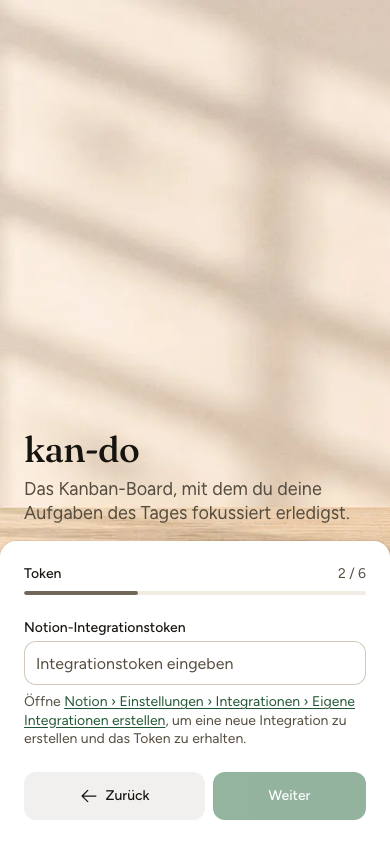 kan-do
Das Kanban-Board, mit dem du deine
Aufgaben des Tages fokussiert erledigst.
Token
2 / 6
Notion-Integrationstoken
Integrationstoken eingeben
Öffne Notion › Einstellungen › Integrationen › Eigene
Integrationen erstellen, um eine neue Integration zu
erstellen und das Token zu erhalten.
← Zurück
Weiter